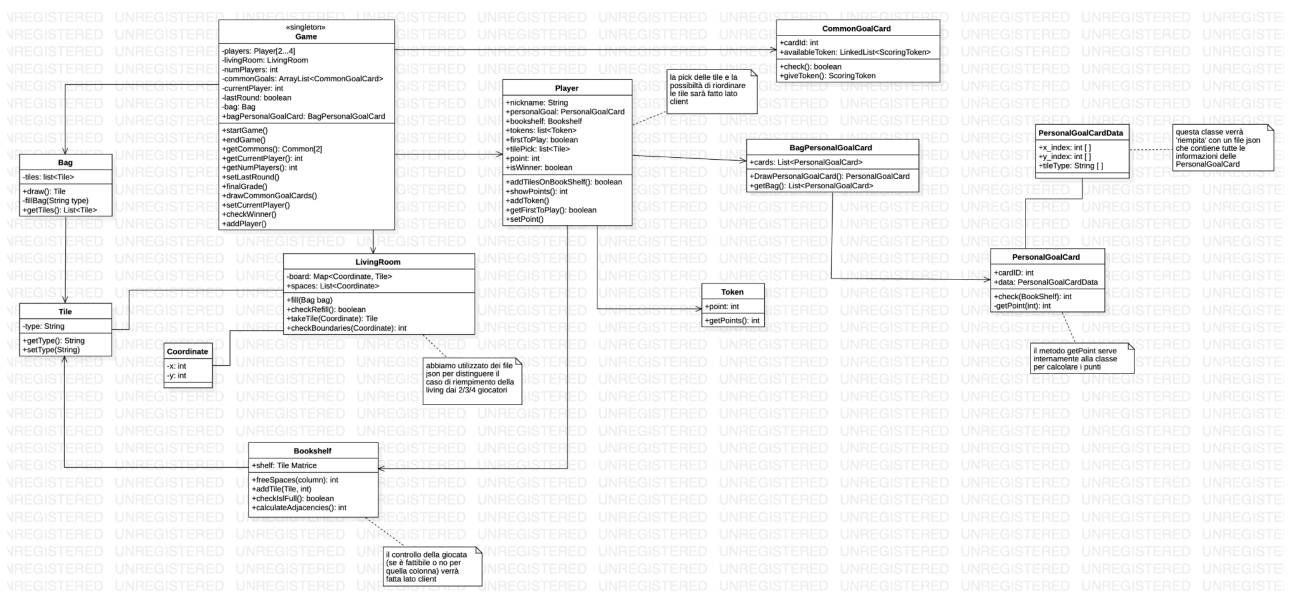 «singleton»
Game
-players: Player[2...4]
-livingRoom: LivingRoom
-numPlayers: int
-commonGoals: ArrayList<CommonGoalCard>
-currentPlayer: int
-lastRound: boolean
-bag: Bag
+bagPersonalGoalCard: BagPersonalGoalCard
+startGame()
+endGame()
+getCommons(): Common[2]
+getCurrentPlayer(): int
+getNumPlayers(): int
+setLastRound()
+finalGrade()
+drawCommonGoalCards()
+setCurrentPlayer()
+checkWinner()
+addPlayer()
CommonGoalCard
+cardId: int
+availableToken: LinkedList<ScoringToken>
+check(): boolean
+giveToken(): ScoringToken
Player
+nickname: String
+personalGoal: PersonalGoalCard
+bookshelf: Bookshelf
+tokens: list<Token>
+firstToPlay: boolean
+tilePick: List<Tile>
+point: int
+isWinner: boolean
+addTilesOnBookShelf(): boolean
+showPoints(): int
+addToken()
+getFirstToPlay(): boolean
+setPoint()
la pick delle tile e la
possibiltà di riordinare
le tile sarà fatto lato
client
BagPersonalGoalCard
+cards: List<PersonalGoalCard>
+DrawPersonalGoalCard(): PersonalGoalCard
+getBag(): List<PersonalGoalCard>
PersonalGoalCardData
+x_index: int [ ]
+y_index: int [ ]
+tileType: String [ ]
questa classe verrà
'riempita' con un file json
che contiene tutte le
informazioni delle
PersonalGoalCard
Bag
-tiles: list<Tile>
+draw(): Tile
-fillBag(String type)
+getTiles(): List<Tile>
LivingRoom
-board: Map<Coordinate, Tile>
+spaces: List<Coordinate>
+fill(Bag bag)
+checkRefill(): boolean
+takeTile(Coordinate): Tile
+checkBoundaries(Coordinate): int
PersonalGoalCard
+cardID: int
+data: PersonalGoalCardData
+check(BookShelf): int
-getPoint(int): int
Token
+point: int
+getPoints(): int
Tile
-type: String
+getType(): String
+setType(String)
Coordinate
-x: int
-y: int
abbiamo utilizzato dei file
json per distinguere il
caso di riempimento della
living dai 2/3/4 giocatori
il metodo getPoint serve
internamente alla classe
per calcolare i punti
Bookshelf
+shelf: Tile Matrice
+freeSpaces(column): int
+addTile(Tile, int)
+checkIsIFull(): boolean
+calculateAdjacencies(): int
il controllo della giocata
(se è fattibile o no per
quella colonna) verrà
fatta lato client